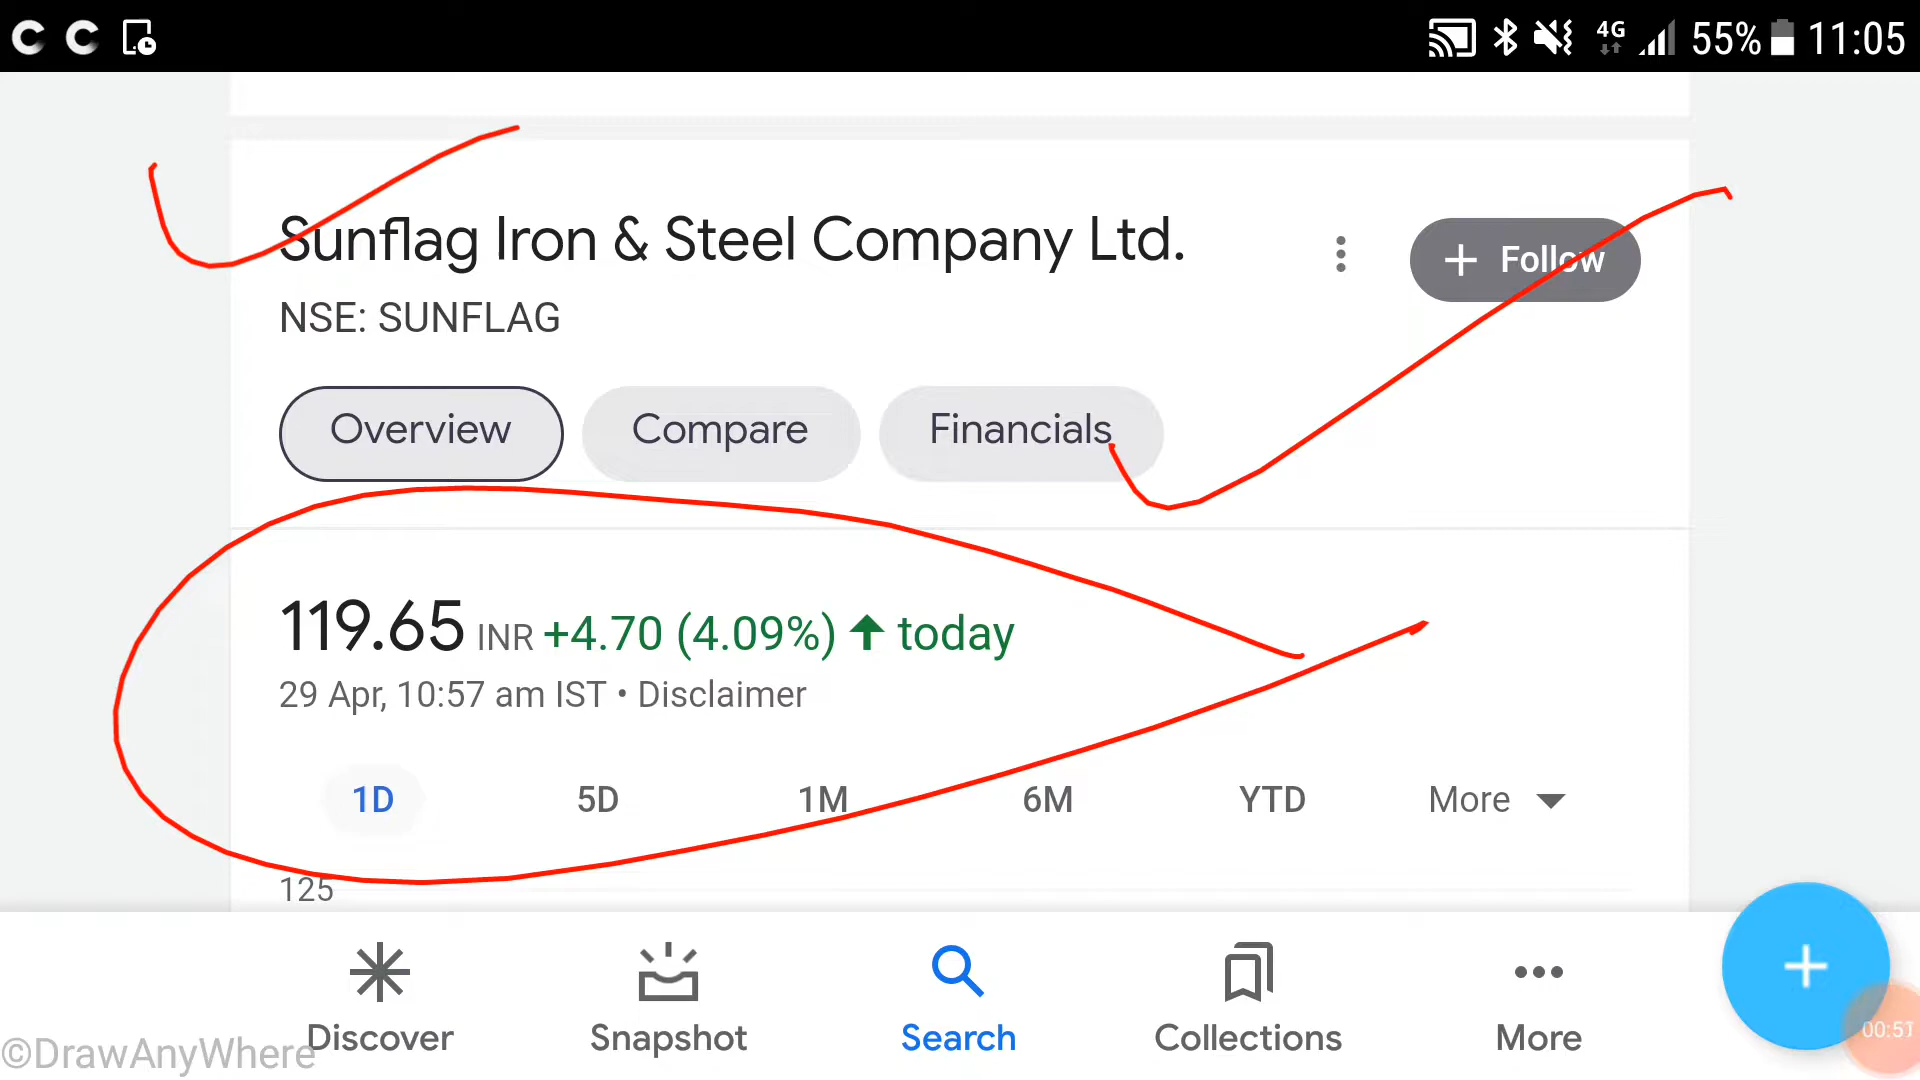 4G 55% 11:05
Sunflag Iron & Steel Company Ltd.
+ Follow
NSE: SUNFLAG
Overview Compare Financials
119.65 INR +4.70 (4.09%) ↑ today
29 Apr, 10:57 am IST • Disclaimer
1D 5D 1M 6M YTD More
125
Discover Snapshot Search Collections More
©DrawAnyWhere
00:51